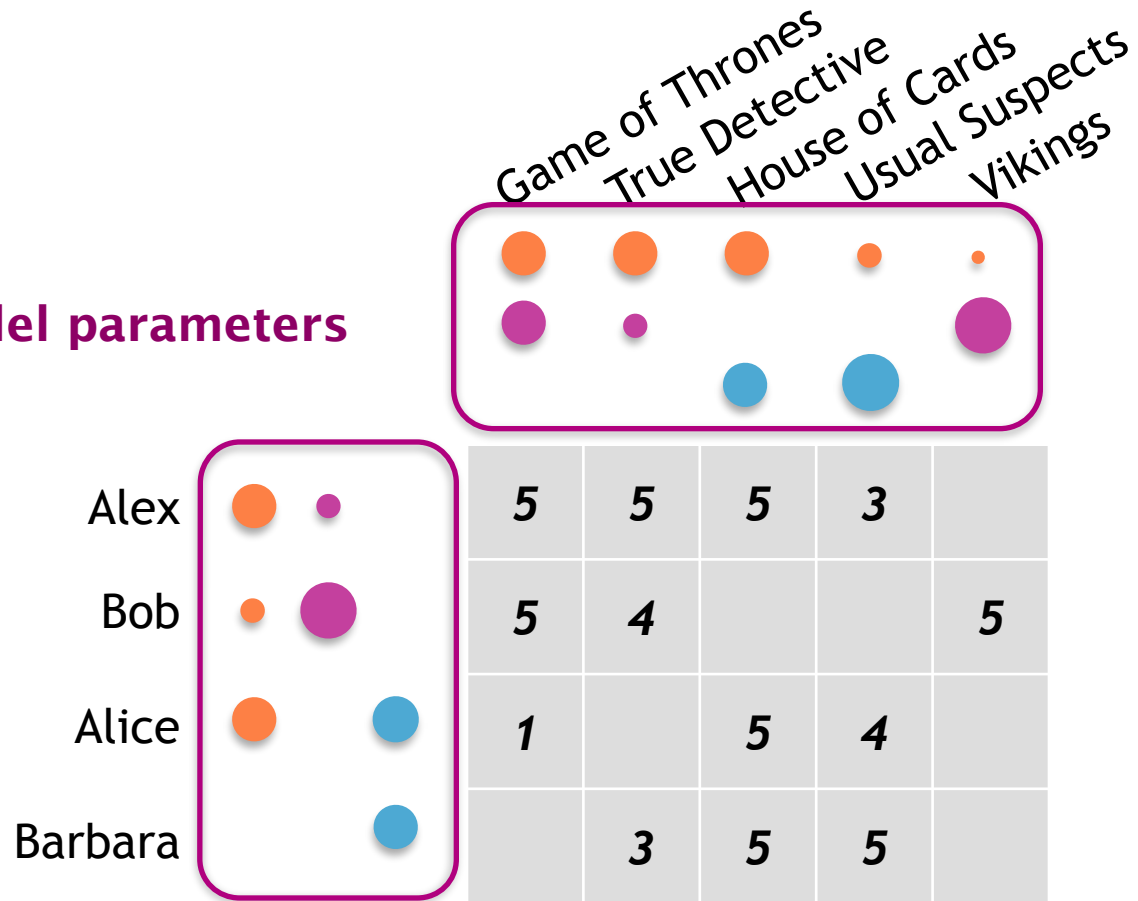 Game of Thrones
True Detective
House of Cards
Usual Suspects
Vikings
parameters
Alex 5 5 5 3
Bob 5 4 5
Alice 1 5 4
Barbara 3 5 5